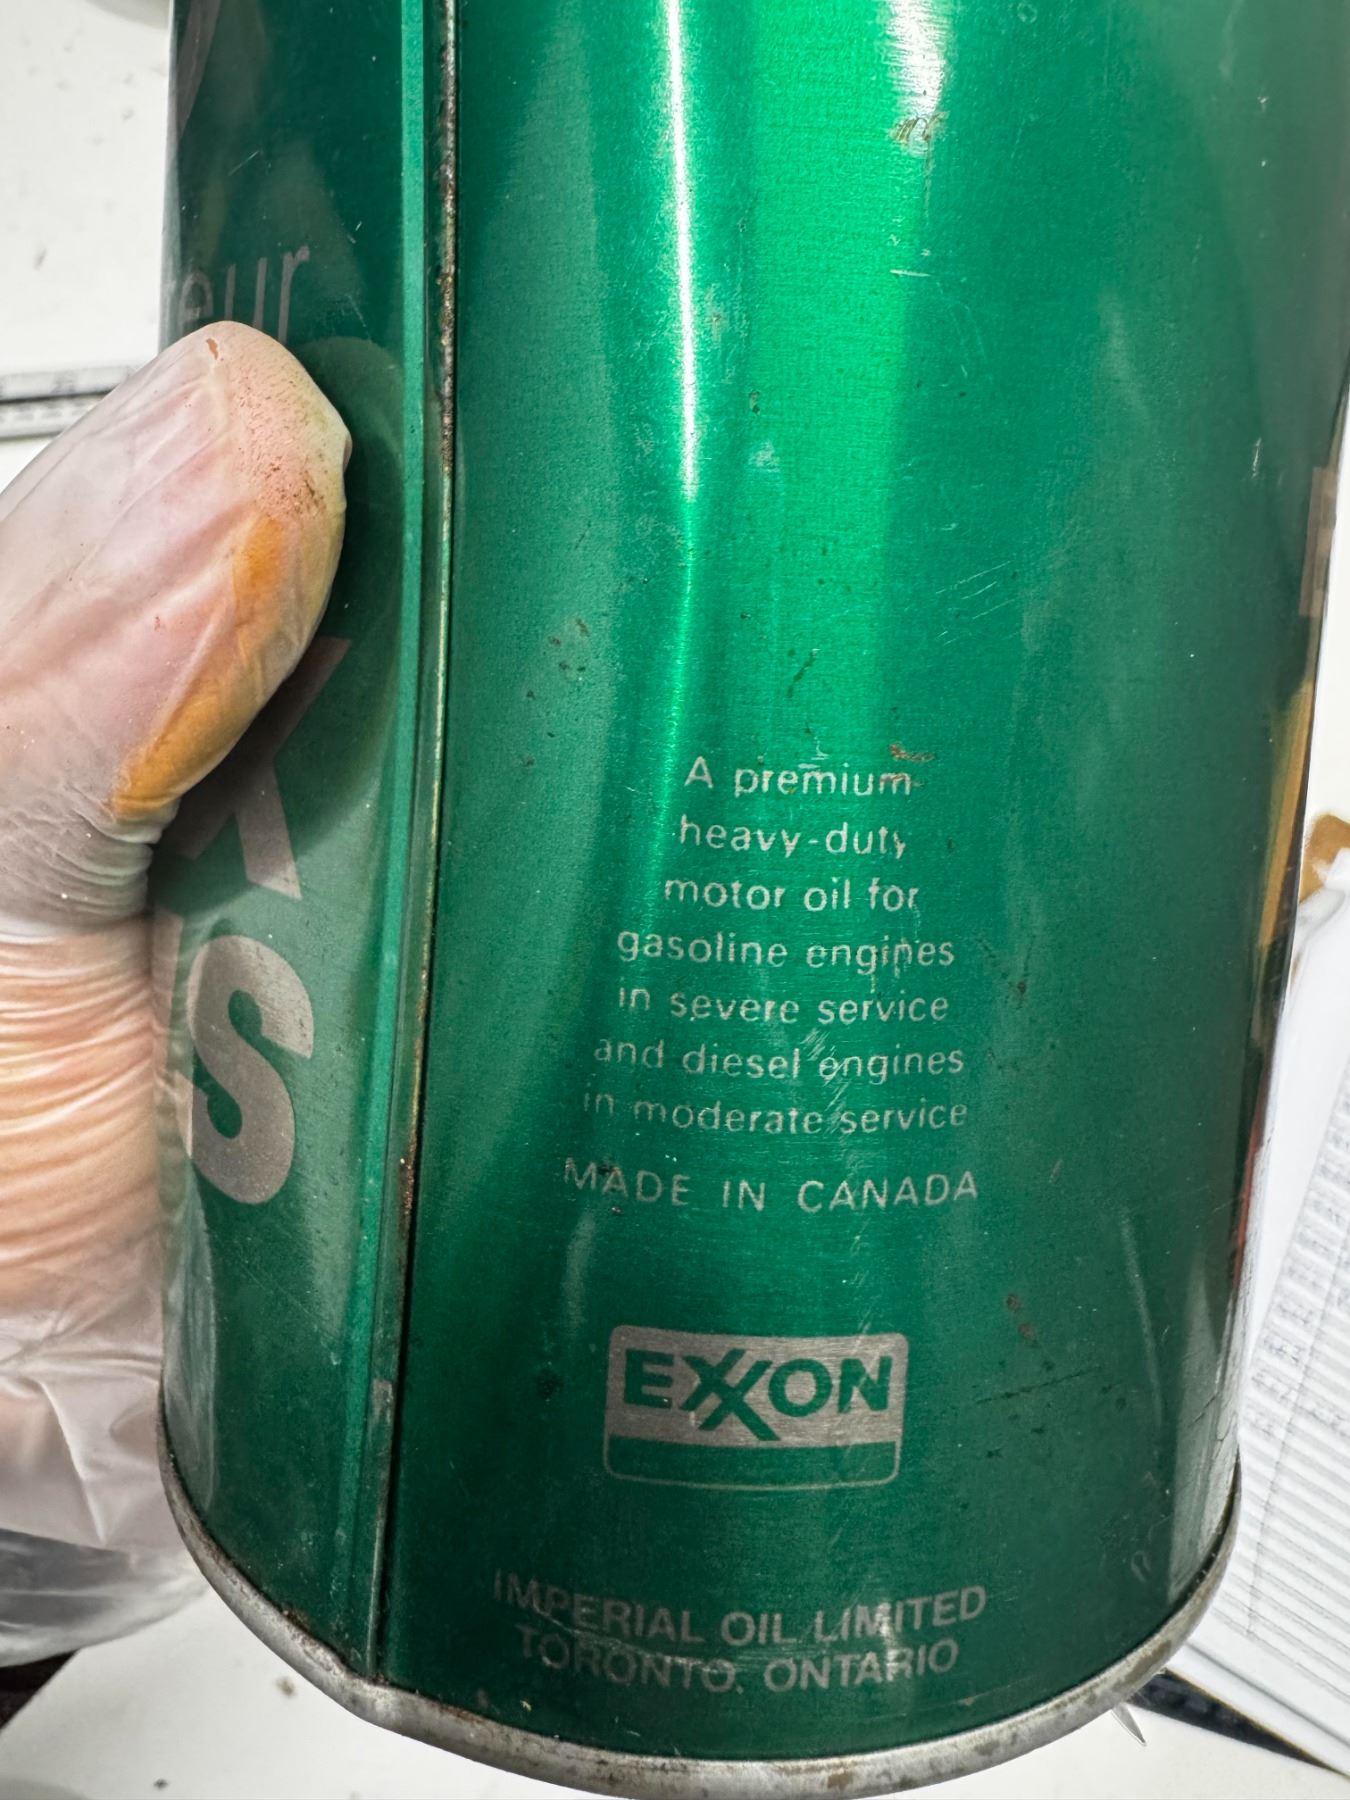 eur
S
A premium
heavy-duty
motor oil for
gasoline engines
in severe service
and diesel engines
in moderate service
MADE IN CANADA
EXXON
IMPERIAL OIL LIMITED
TORONTO, ONTARIO